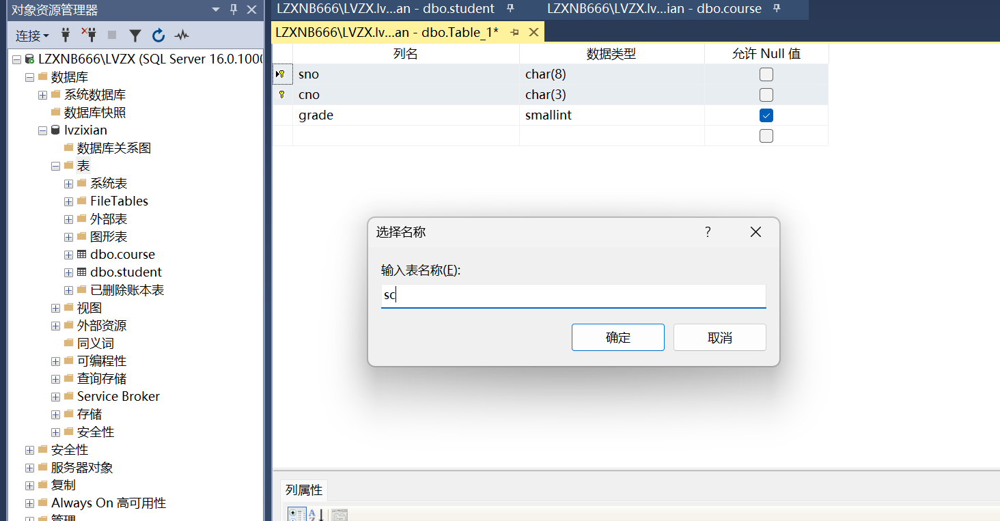 对象资源管理器
连接
LZXNB666\LVZX (SQL Server 16.0.100
数据库
系统数据库
数据库快照
lvzixian
数据库关系图
表
系统表
FileTables
外部表
图形表
dbo.course
dbo.student
已删除账本表
视图
外部资源
同义词
可编程性
查询存储
Service Broker
存储
安全性
安全性
服务器对象
复制
Always On 高可用性
管理
LZXNB666\LVZX.lv...an - dbo.student
LZXNB666\LVZX.lv...ian - dbo.course
LZXNB666\LVZX.lv...an - dbo.Table_1*
列名 数据类型 允许 Null 值
sno char(8)
cno char(3)
grade smallint
选择名称 ?
输入表名称(E):
sc
确定 取消
列属性